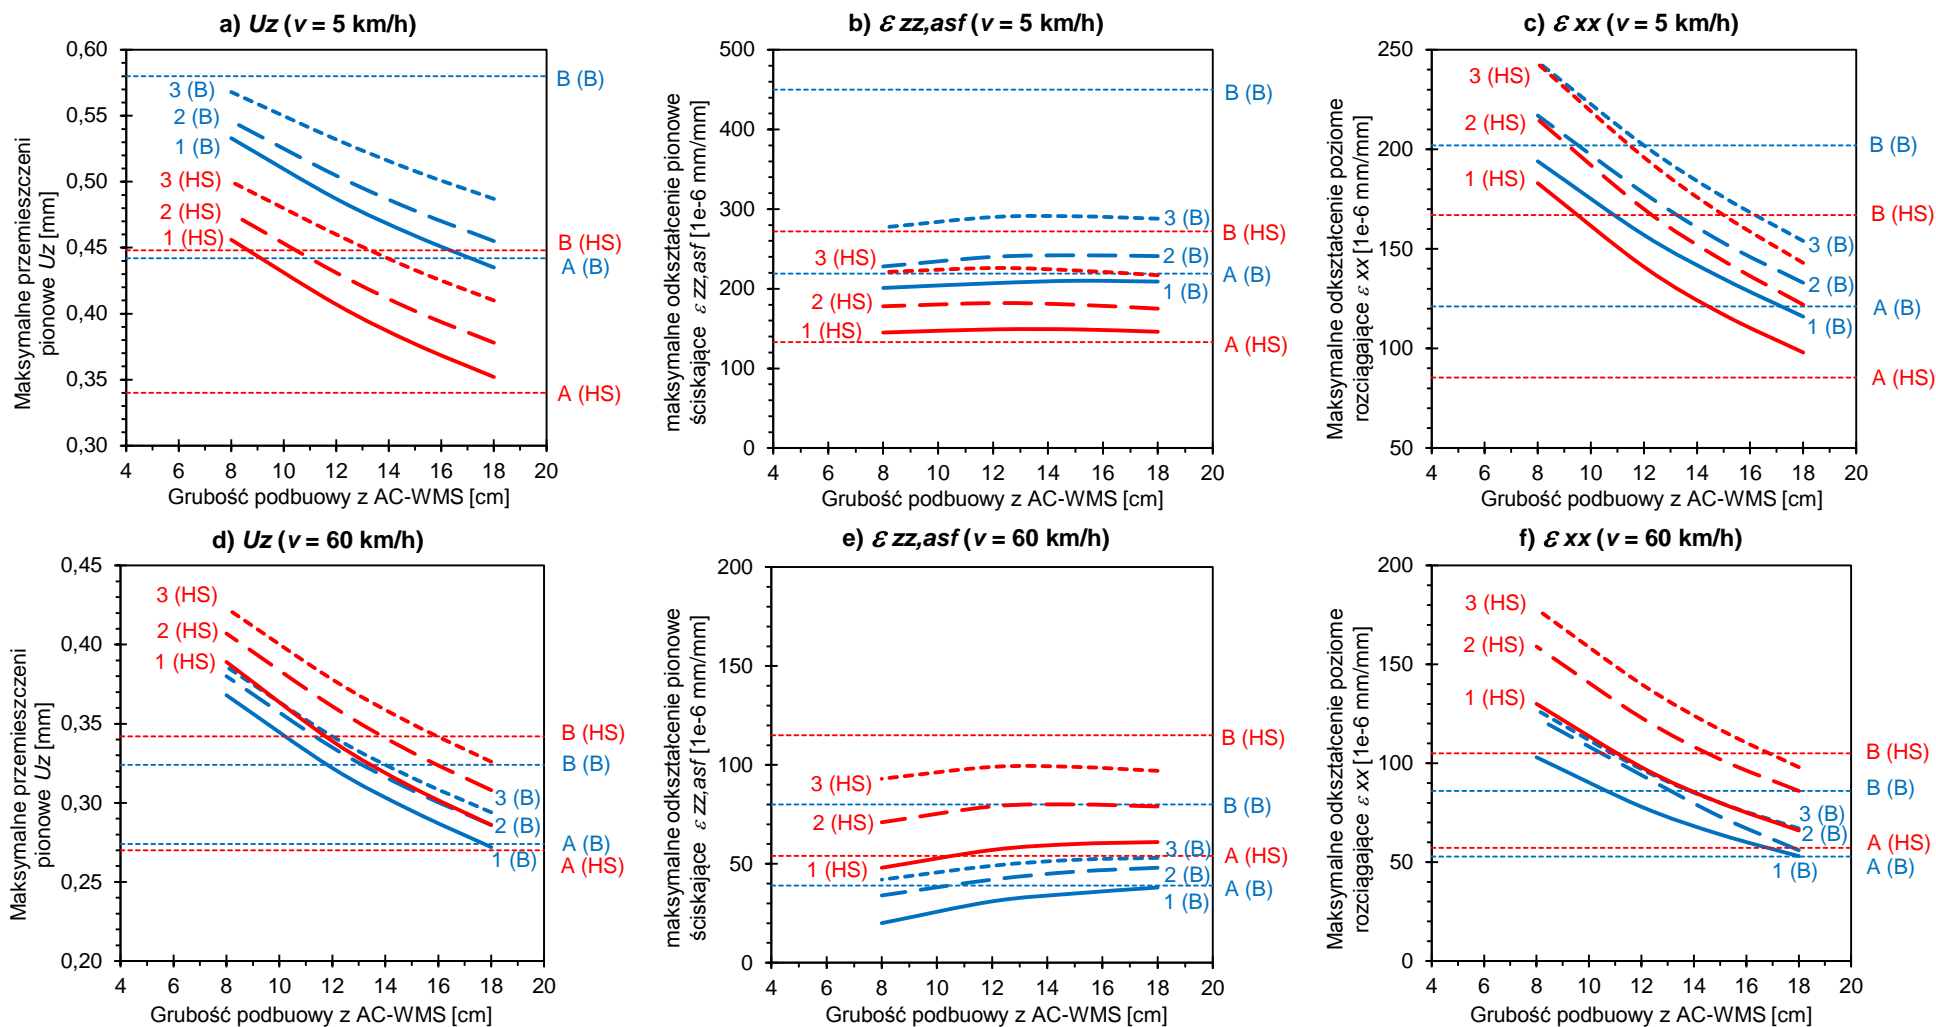 a) Uz (v = 5 km/h)
Maksymalne przemieszczeni
pionowe Uz [mm]
0,60
0,55
0,50
0,45
0,40
0,35
0,30
4 6 8 10 12 14 16 18 20
Grubość podbuowy z AC-WMS [cm]
3 (B)
2 (B)
1 (B)
3 (HS)
2 (HS)
1 (HS)
B (B)
B (HS)
A (B)
A (HS)
b) ε zz,asf (v = 5 km/h)
maksymalne odkształcenie pionowe
ściskające ε zz,asf [1e-6 mm/mm]
500
400
300
200
100
0
4 6 8 10 12 14 16 18 20
Grubość podbuowy z AC-WMS [cm]
3 (HS)
2 (HS)
1 (HS)
3 (B)
2 (B)
1 (B)
B (B)
B (HS)
A (B)
A (HS)
c) ε xx (v = 5 km/h)
Maksymalne odkształcenie poziome
rozciągające ε xx [1e-6 mm/mm]
250
200
150
100
50
4 6 8 10 12 14 16 18 20
Grubość podbuowy z AC-WMS [cm]
3 (HS)
2 (HS)
1 (HS)
3 (B)
2 (B)
1 (B)
B (B)
B (HS)
A (B)
A (HS)
d) Uz (v = 60 km/h)
Maksymalne przemieszczeni
pionowe Uz [mm]
0,45
0,40
0,35
0,30
0,25
0,20
4 6 8 10 12 14 16 18 20
Grubość podbuowy z AC-WMS [cm]
3 (HS)
2 (HS)
1 (HS)
3 (B)
2 (B)
1 (B)
B (HS)
B (B)
A (B)
A (HS)
e) ε zz,asf (v = 60 km/h)
maksymalne odkształcenie pionowe
ściskające ε zz,asf [1e-6 mm/mm]
200
150
100
50
0
4 6 8 10 12 14 16 18 20
Grubość podbuowy z AC-WMS [cm]
3 (HS)
2 (HS)
1 (HS)
3 (B)
2 (B)
1 (B)
B (HS)
B (B)
A (HS)
A (B)
f) ε xx (v = 60 km/h)
Maksymalne odkształcenie poziome
rozciągające ε xx [1e-6 mm/mm]
200
150
100
50
0
4 6 8 10 12 14 16 18 20
Grubość podbuowy z AC-WMS [cm]
3 (HS)
2 (HS)
1 (HS)
3 (B)
2 (B)
1 (B)
B (HS)
B (B)
A (HS)
A (B)